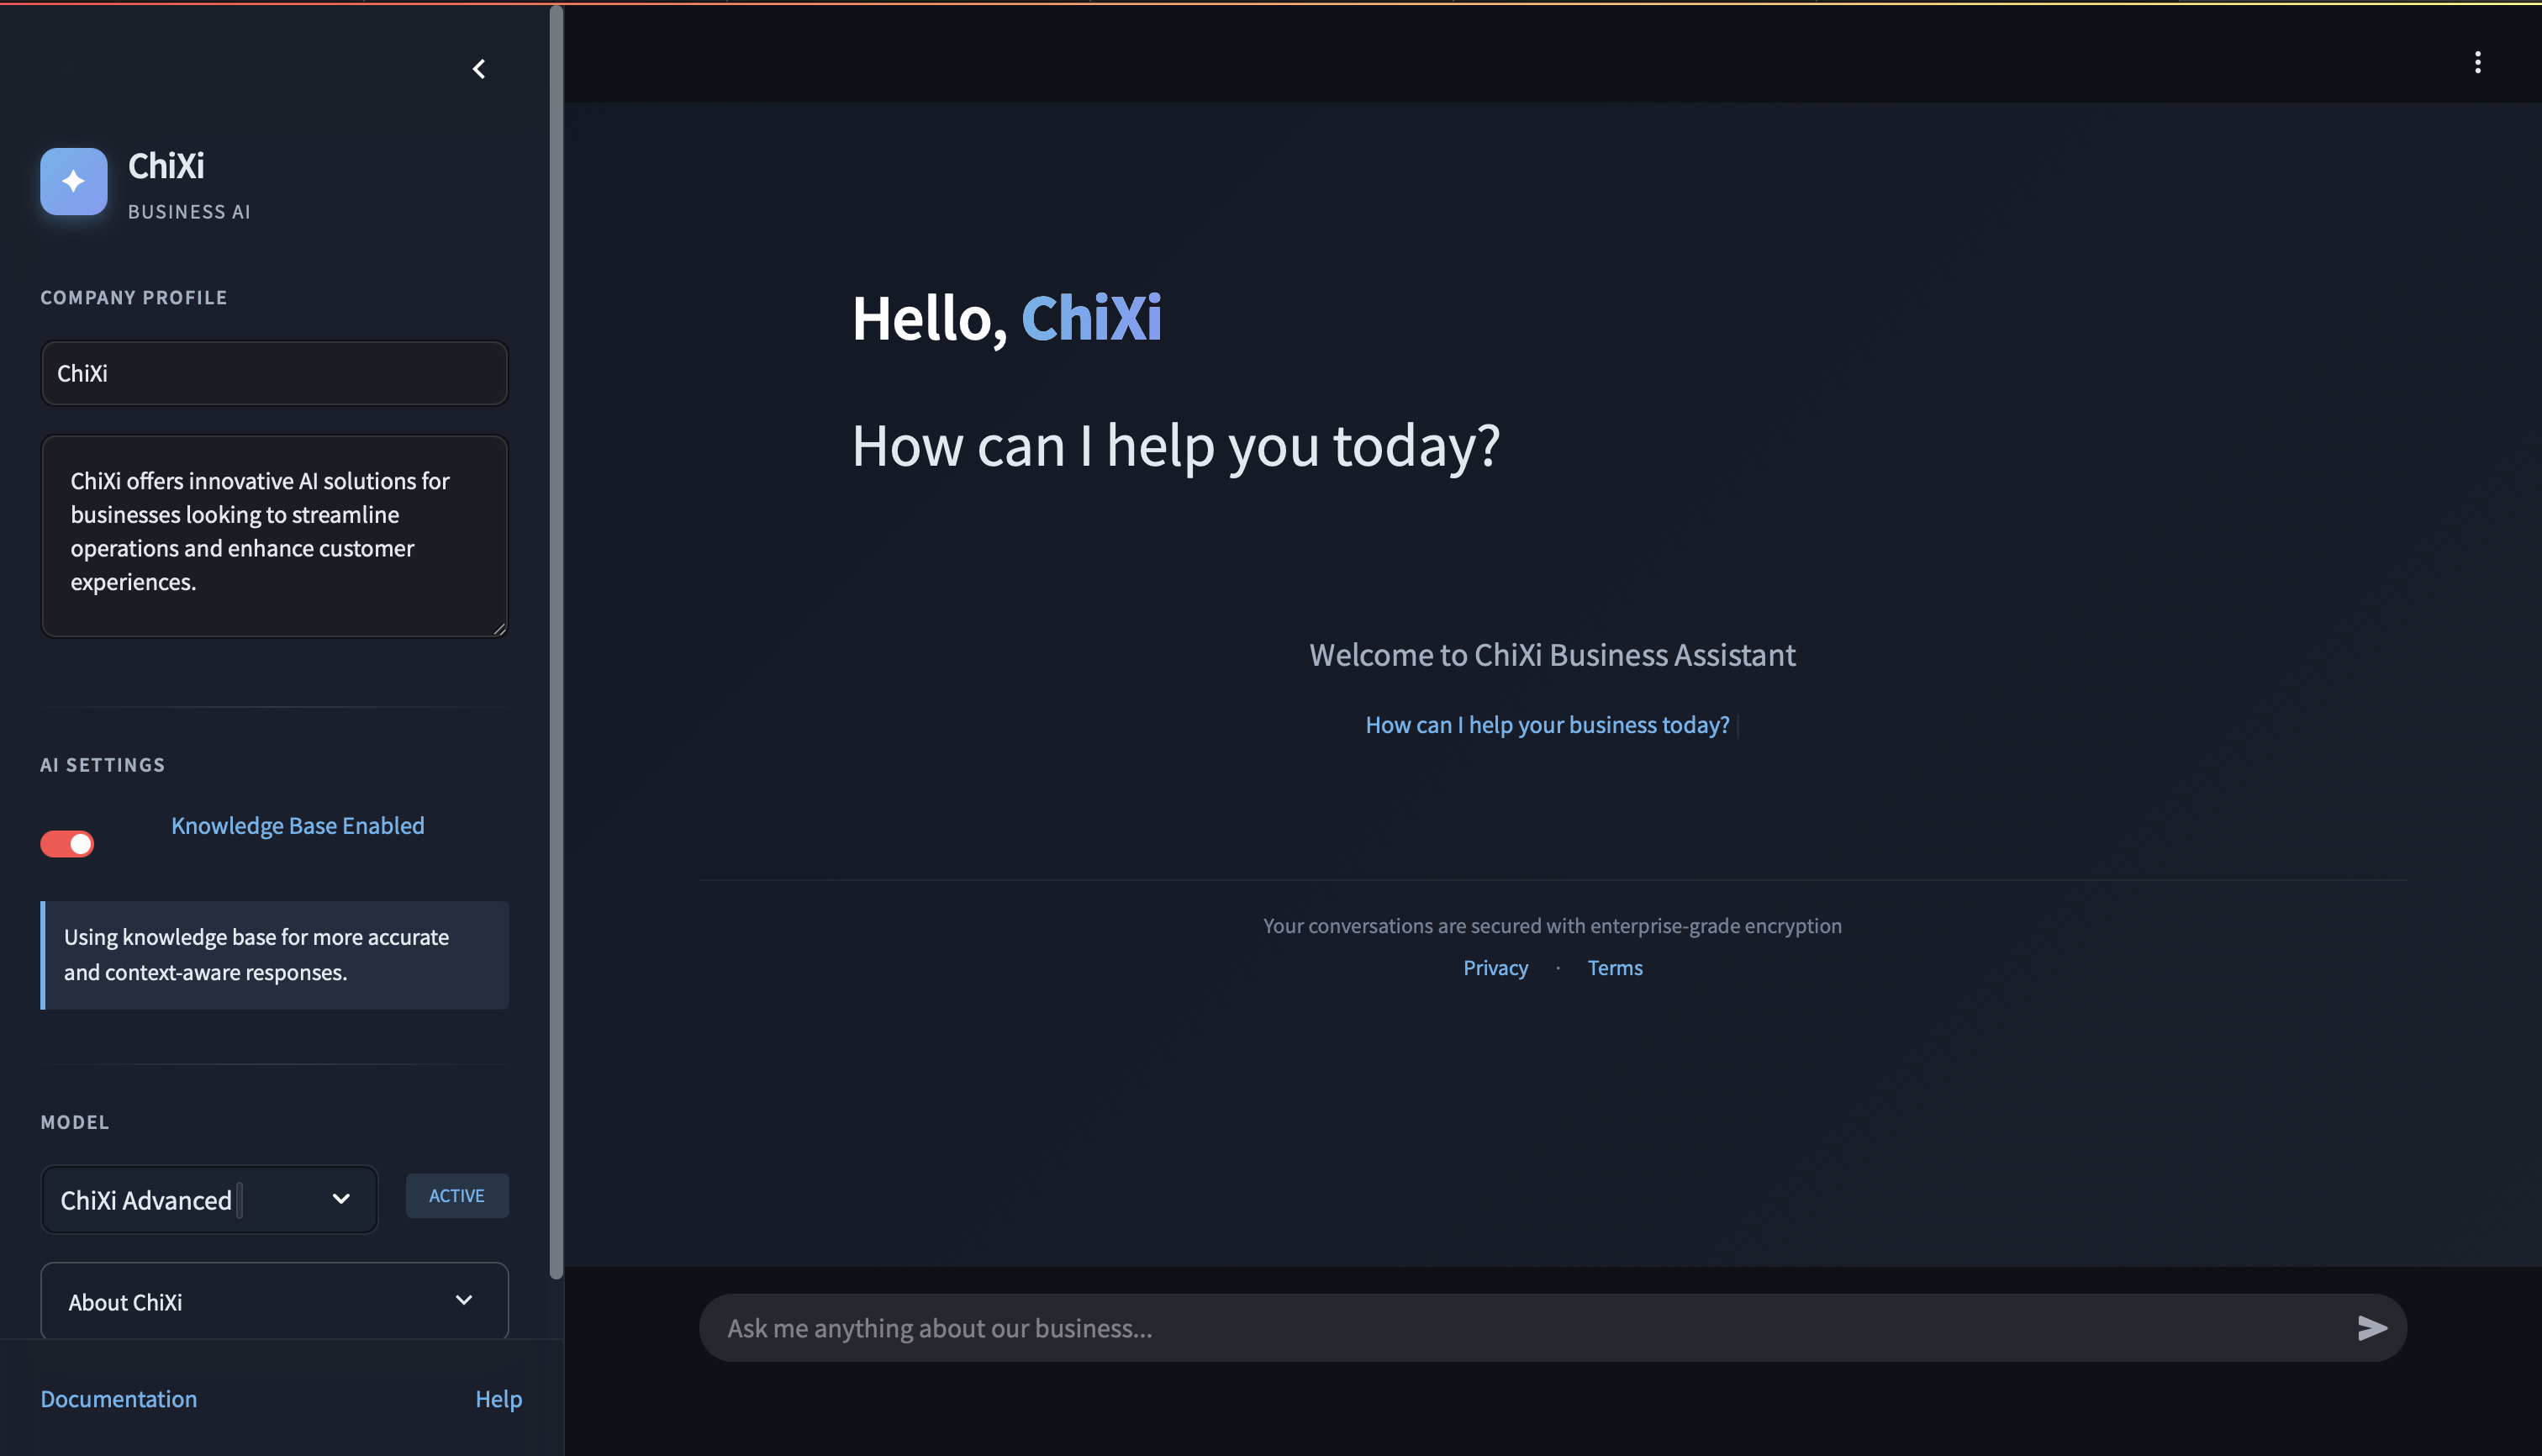 ChiXi
BUSINESS AI
COMPANY PROFILE
ChiXi
ChiXi offers innovative AI solutions for
businesses looking to streamline
operations and enhance customer
experiences.
AI SETTINGS
Knowledge Base Enabled
Using knowledge base for more accurate
and context-aware responses.
MODEL
ChiXi Advanced
ACTIVE
About ChiXi
Documentation
Help
Hello, ChiXi
How can I help you today?
Welcome to ChiXi Business Assistant
How can I help your business today?
Your conversations are secured with enterprise-grade encryption
Privacy · Terms
Ask me anything about our business...